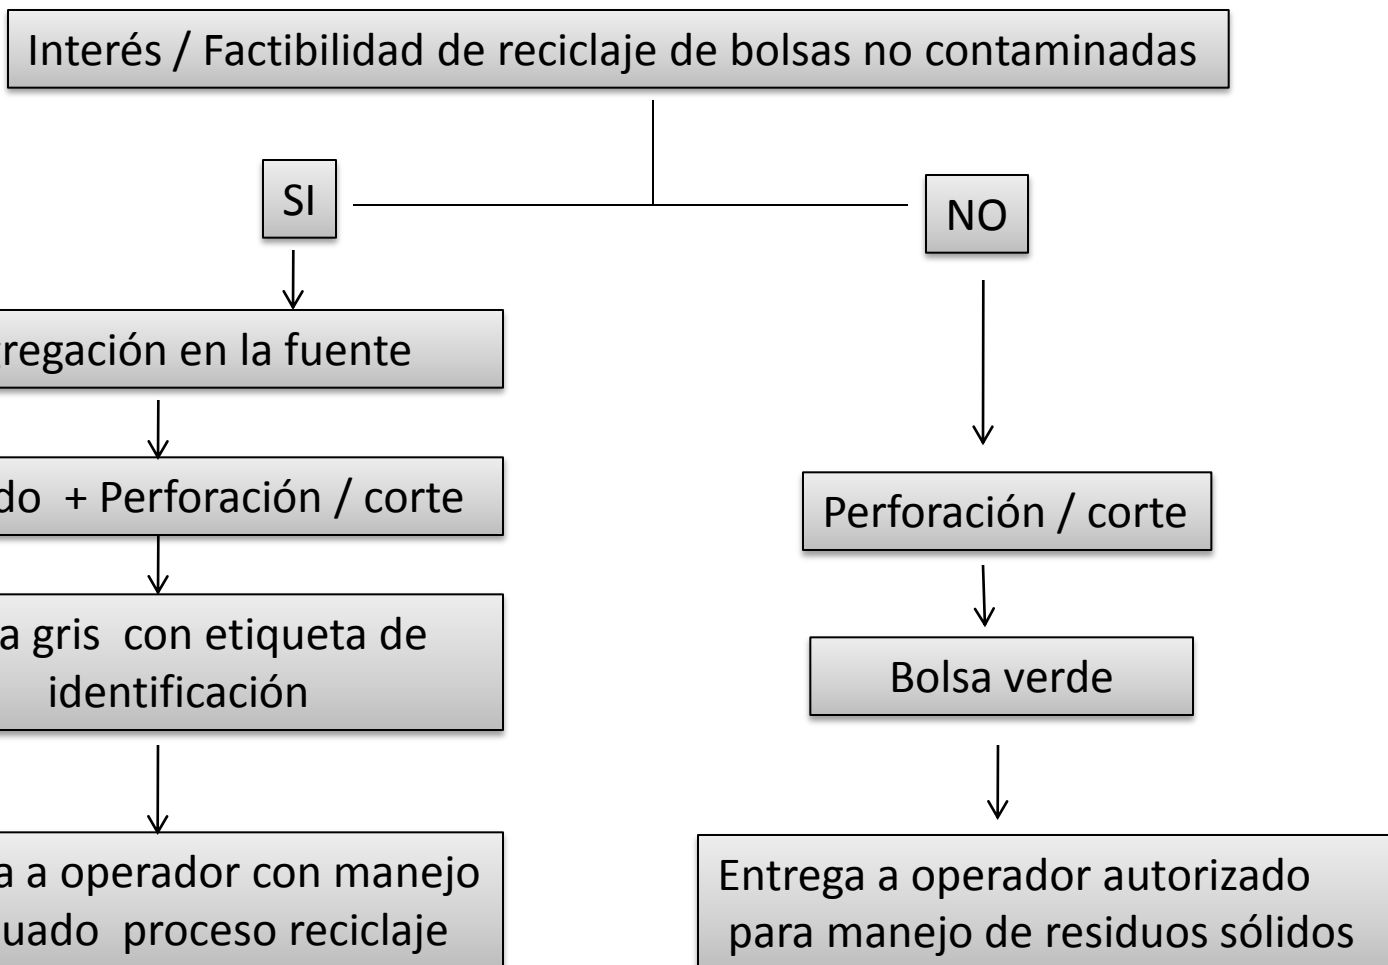 Interés / Factibilidad de reciclaje de bolsas no contaminadas
SI
NO
regación en la fuente
do + Perforación / corte
a gris con etiqueta de
identificación
a a operador con manejo
uado proceso reciclaje
Perforación / corte
Bolsa verde
Entrega a operador autorizado
para manejo de residuos sólidos